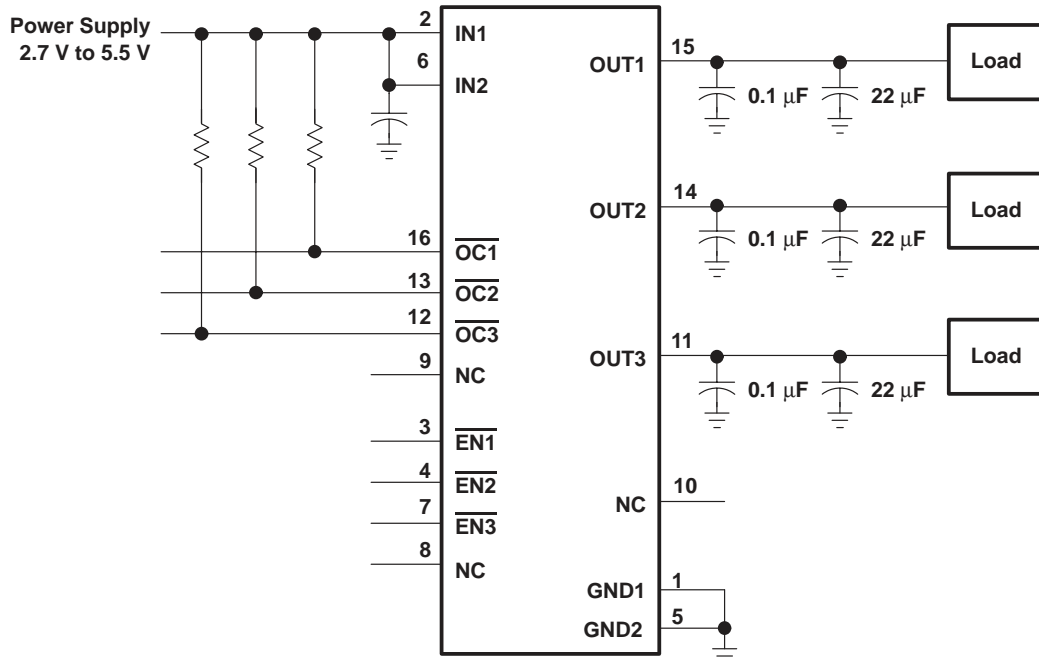 Power Supply
2.7 V to 5.5 V
2
IN1
6
IN2
16
OC1
13
OC2
12
OC3
9
NC
3
EN1
4
EN2
7
EN3
8
NC
15
OUT1
0.1 μF
22 μF
Load
14
OUT2
0.1 μF
22 μF
Load
11
OUT3
0.1 μF
22 μF
Load
10
NC
1
GND1
5
GND2